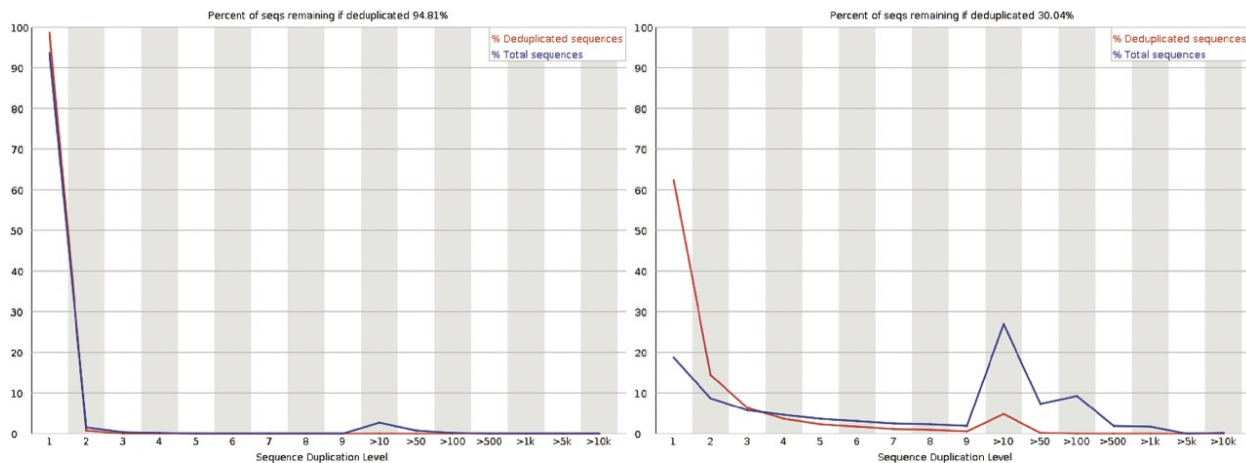 Percent of seqs remaining if deduplicated 94.81%
% Deduplicated sequences
% Total sequences
100
90
80
70
60
50
40
30
20
10
0
1 2 3 4 5 6 7 8 9 >10 >50 >100 >500 >1k >5k >10k
Sequence Duplication Level
Percent of seqs remaining if deduplicated 30.04%
% Deduplicated sequences
% Total sequences
100
90
80
70
60
50
40
30
20
10
0
1 2 3 4 5 6 7 8 9 >10 >50 >100 >500 >1k >5k >10k
Sequence Duplication Level